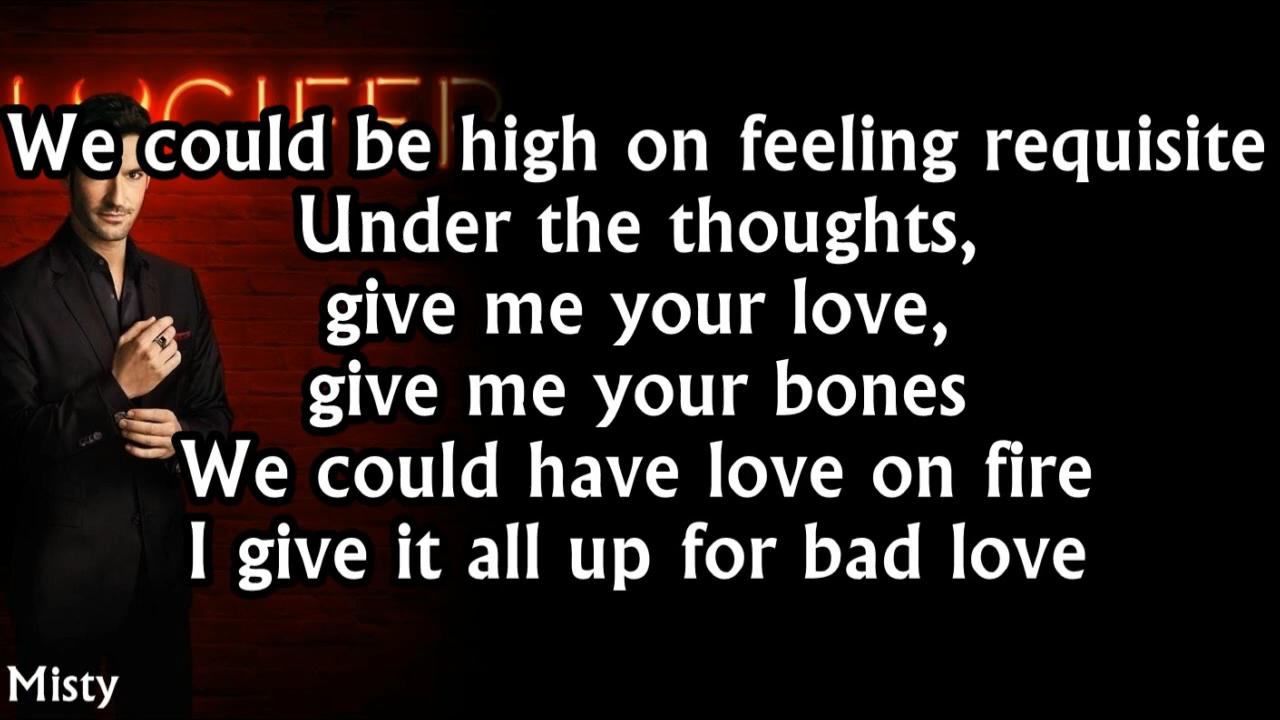 LUCIFER
We could be high on feeling requisite
Under the thoughts,
give me your love,
give me your bones
We could have love on fire
I give it all up for bad love
Misty